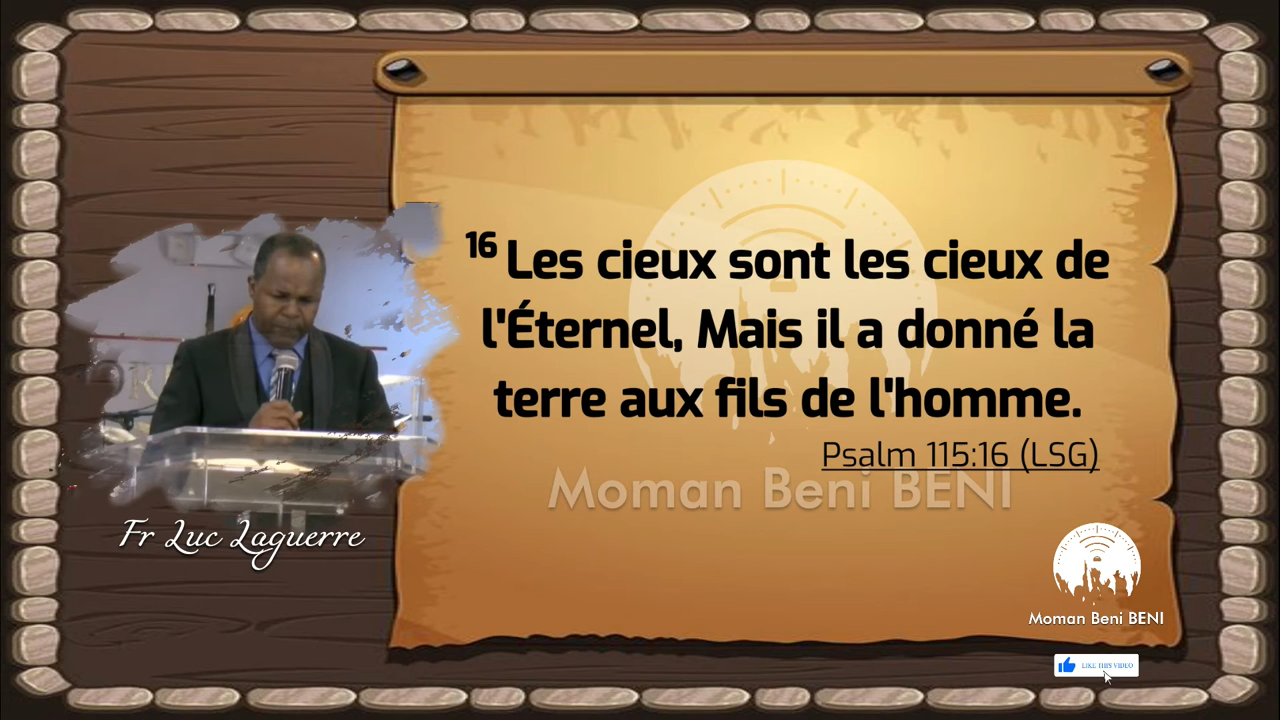 16 Les cieux sont les cieux de
l'Éternel, Mais il a donné la
terre aux fils de l'homme.
Psalm 115:16 (LSG)
Moman Beni BENI
Fr Luc Laguerre
Moman Beni BENI
LIKE THIS VIDEO